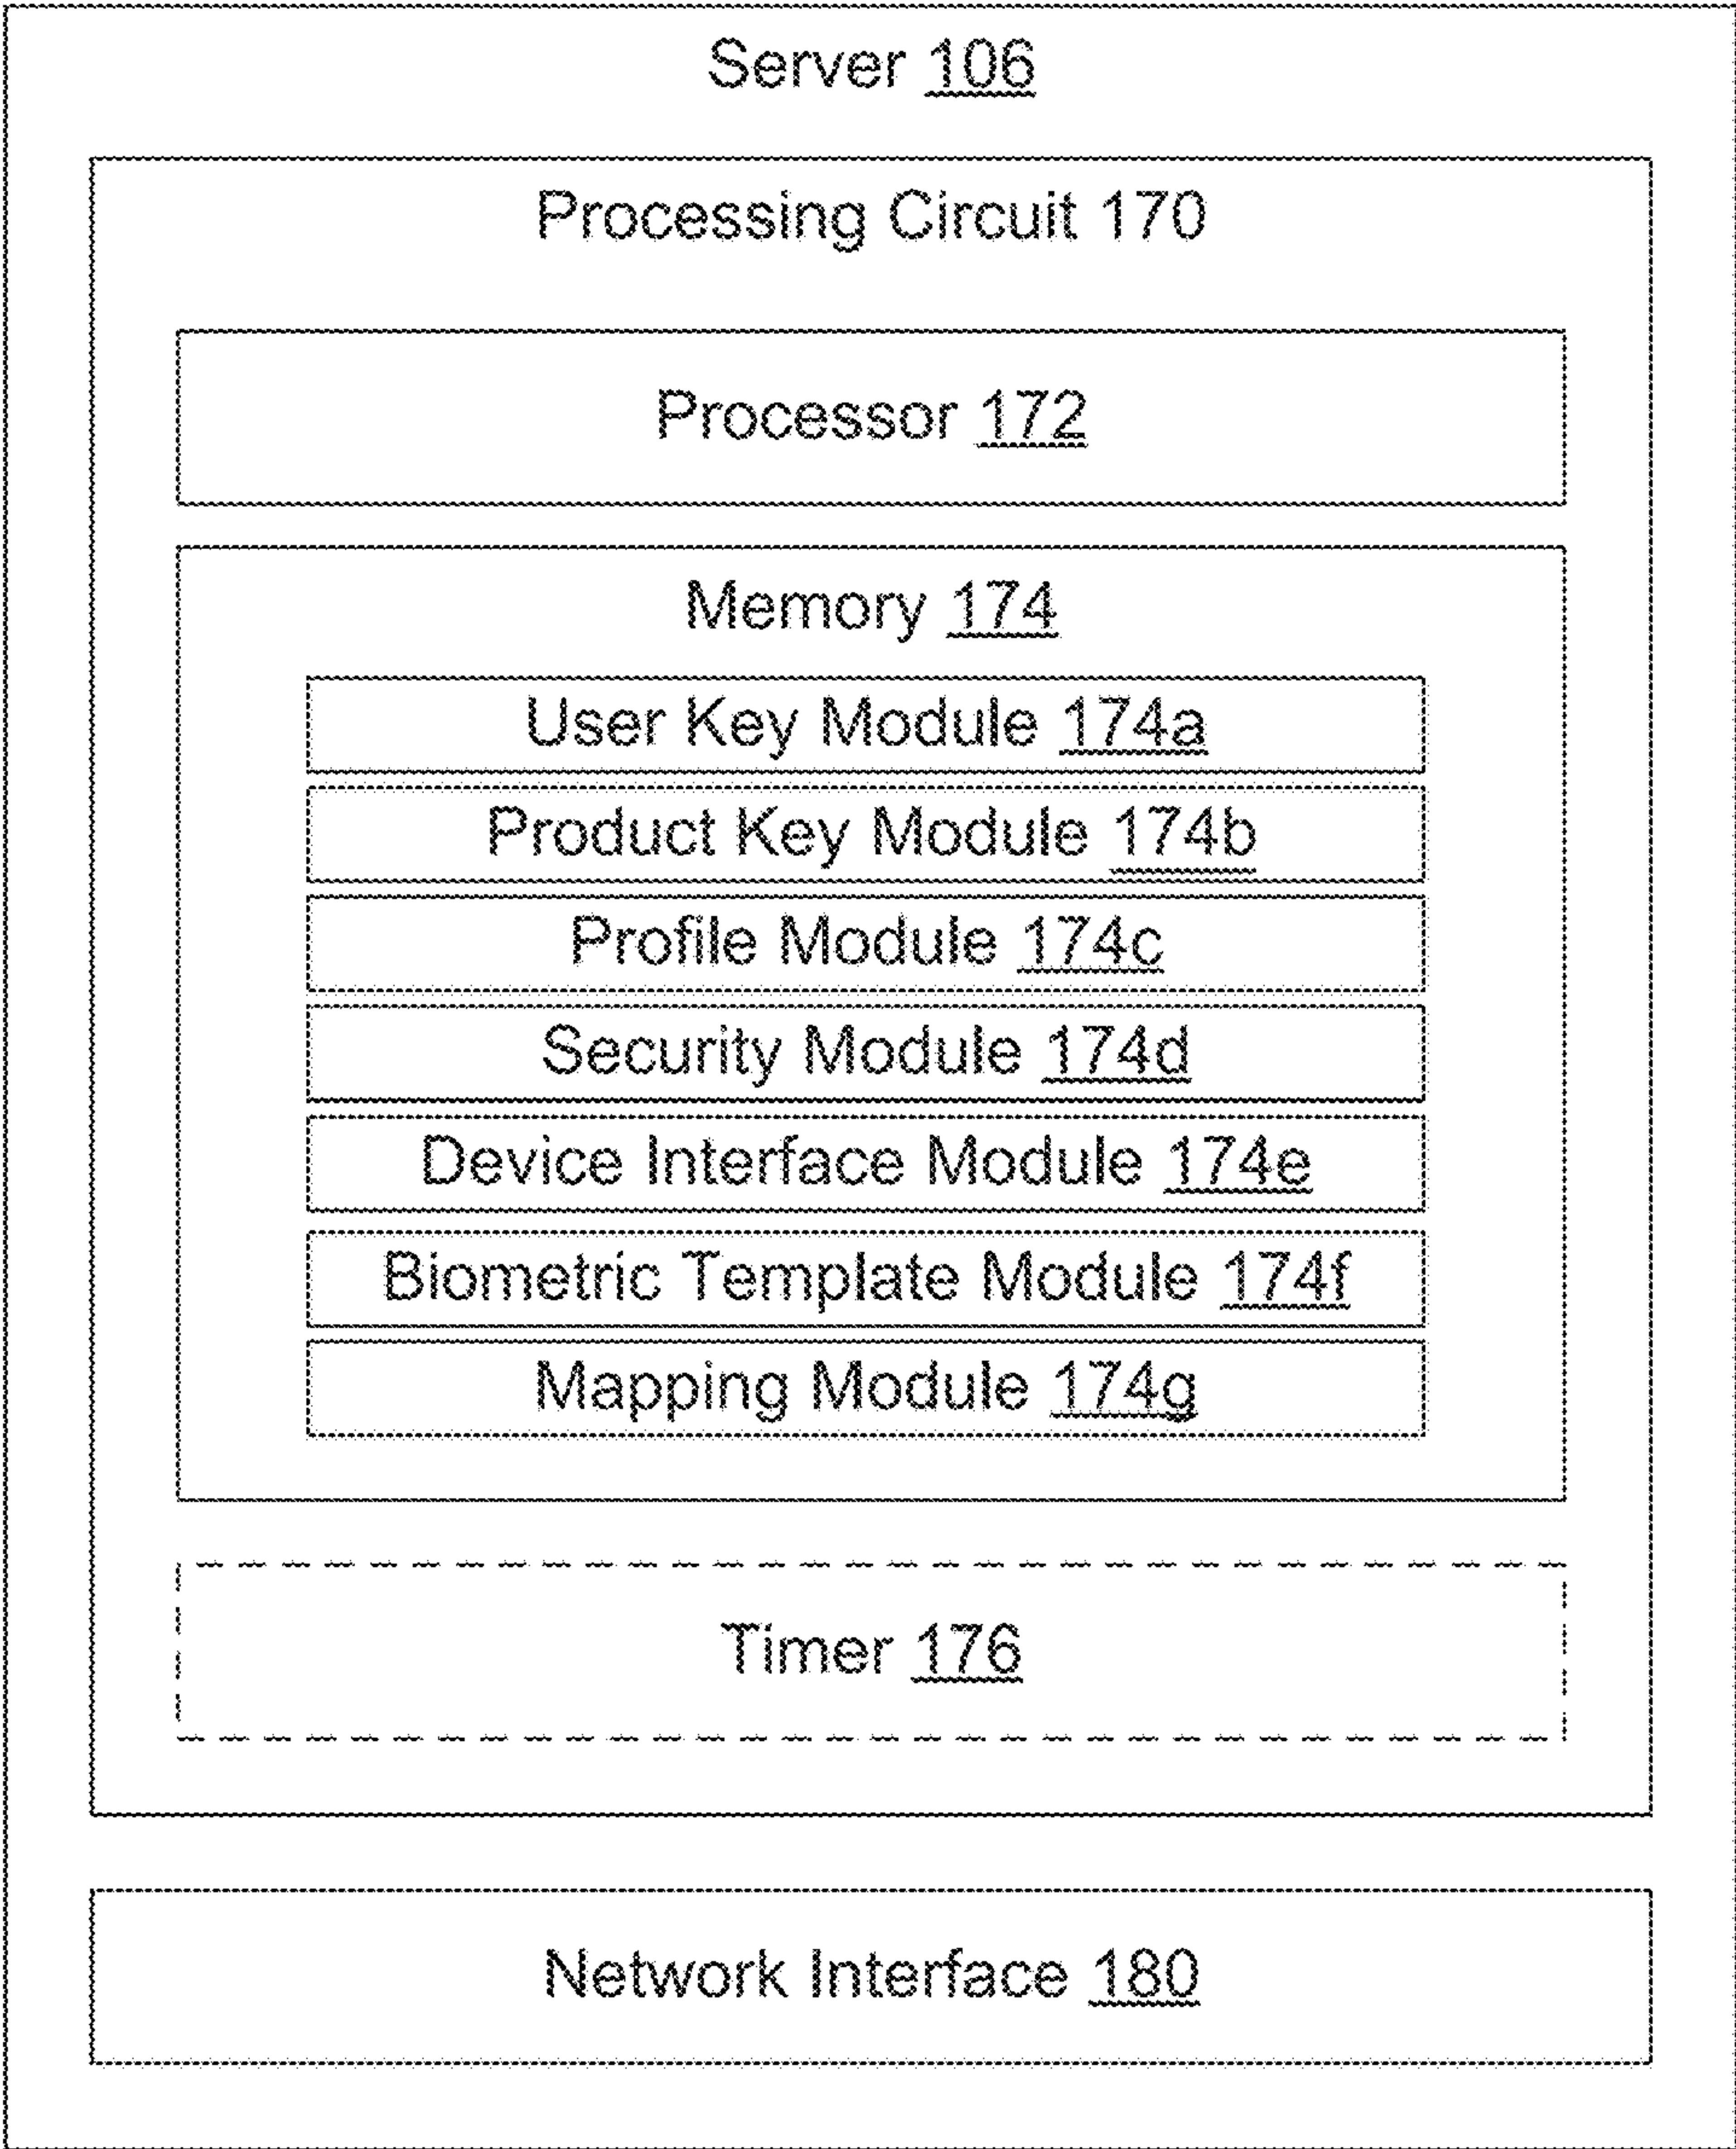 Server 106
Processing Circuit 170
Processor 172
Memory 174
User Key Module 174a
Product Key Module 174b
Profile Module 174c
Security Module 174d
Device Interface Module 174e
Biometric Template Module 174f
Mapping Module 174g
Timer 176
Network Interface 180